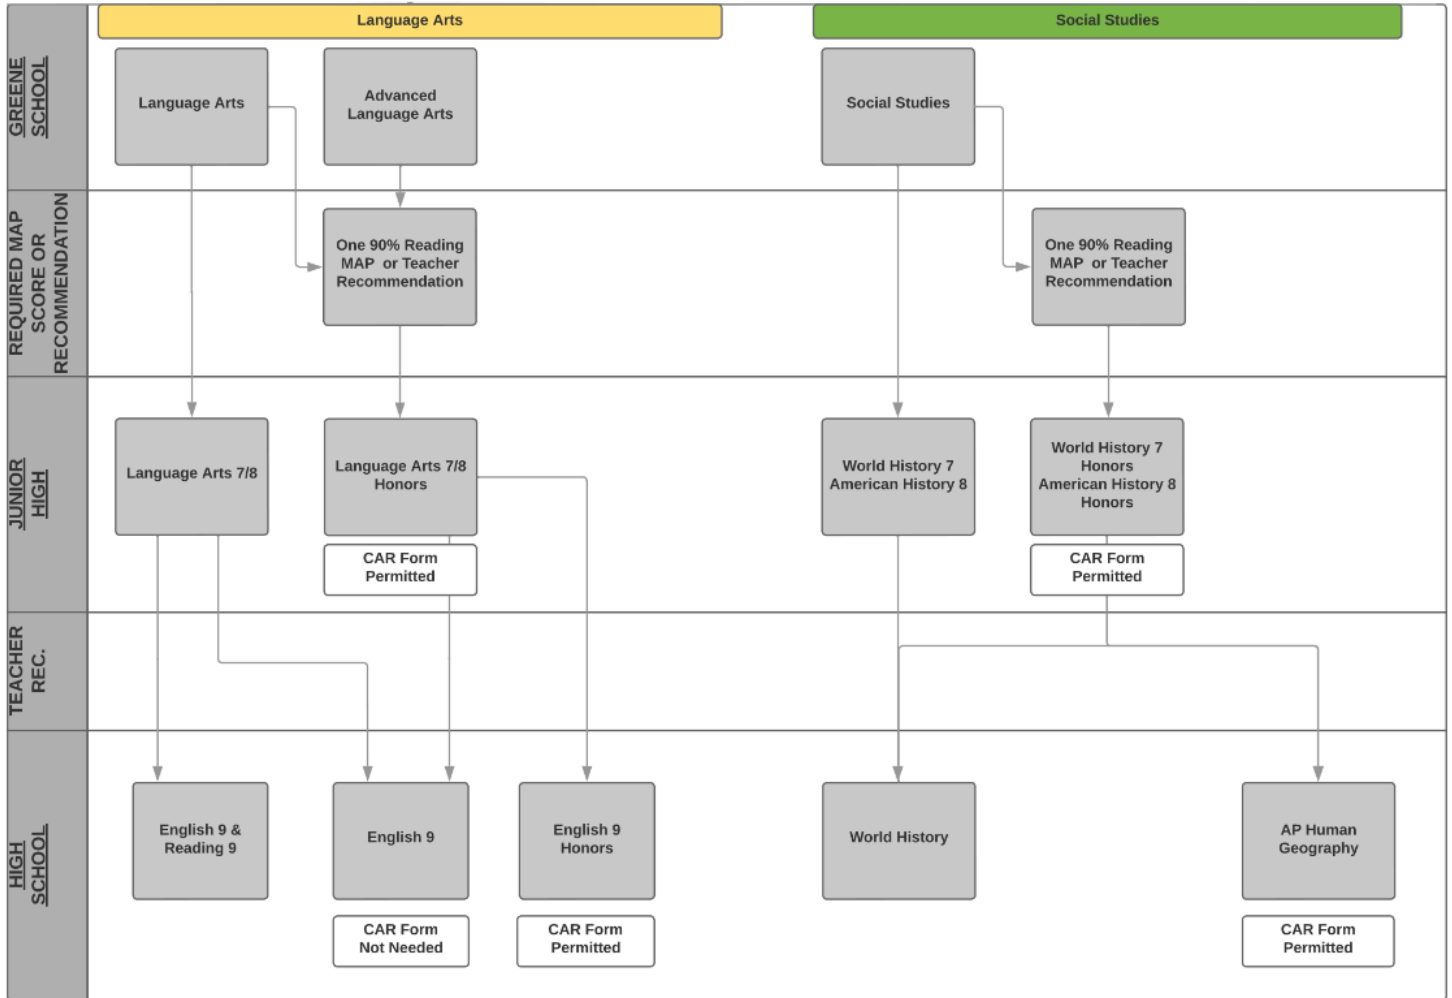 Language Arts
Social Studies
GREENE
SCHOOL
Language Arts
Advanced
Language Arts
Social Studies
REQUIRED MAP
SCORE OR
RECOMMENDATION
One 90% Reading
MAP or Teacher
Recommendation
One 90% Reading
MAP or Teacher
Recommendation
JUNIOR
HIGH
Language Arts 7/8
Language Arts 7/8
Honors
CAR Form
Permitted
World History 7
American History 8
World History 7
Honors
American History 8
Honors
CAR Form
Permitted
TEACHER
REC.
HIGH
SCHOOL
English 9 &
Reading 9
English 9
CAR Form
Not Needed
English 9
Honors
CAR Form
Permitted
World History
AP Human
Geography
CAR Form
Permitted